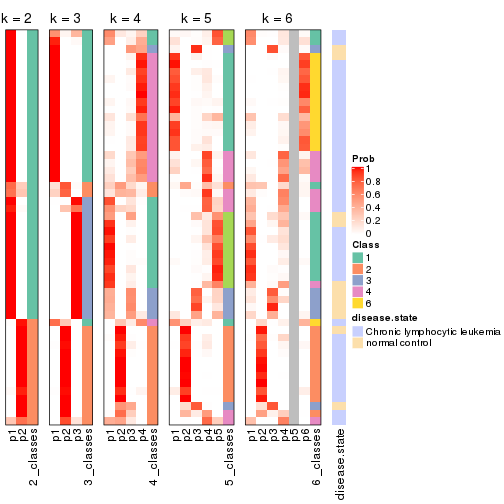 k = 2 k = 3 k = 4 k = 5 k = 6
Prob
1
0.8
0.6
0.4
0.2
0
Class
1
2
3
4
6
disease.state
Chronic lymphocytic leukemia
normal control
p1 p2 2_classes p1 p2 p3 3_classes p1 p2 p3 p4 4_classes p1 p2 p3 p4 p5 5_classes p1 p2 p3 p4 p5 p6 6_classes disease.state